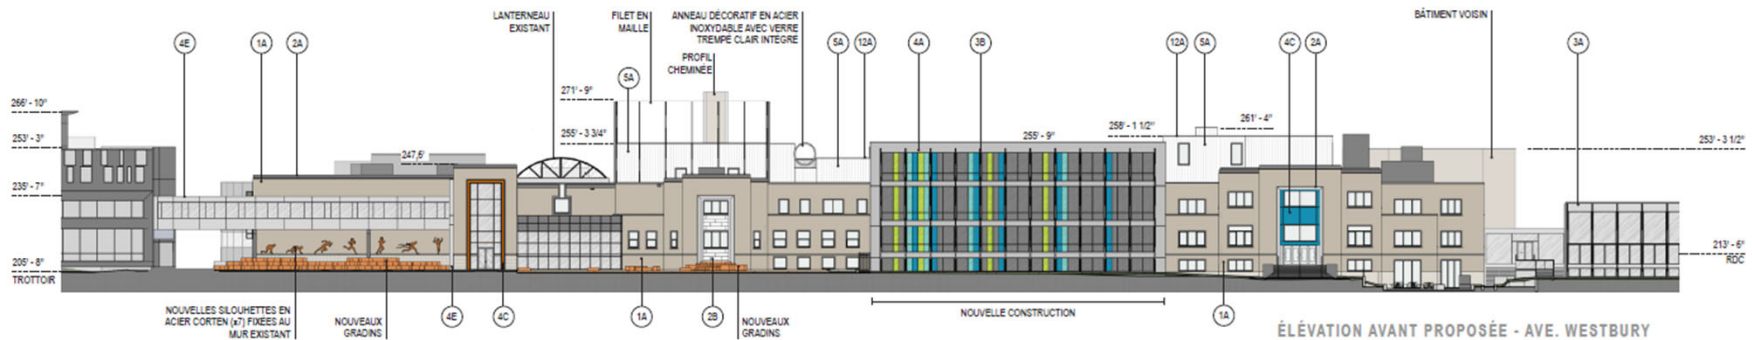 LANTERNEAU
EXISTANT
FILET EN
MAILLE
ANNEAU DÉCORATIF EN ACIER
INOXYDABLE AVEC VERRE
TREMPÉ CLAIR INTÉGRÉ
PROFIL
CHEMINÉE
BÂTIMENT VOISIN
4E
1A
2A
5A
5A
12A
4A
3B
12A
5A
4C
2A
3A
266' - 10"
253' - 3"
235' - 7"
205' - 8"
TROTTOIR
247,5'
271' - 9"
255' - 3 3/4"
255' - 9"
258' - 1 1/2"
261' - 4"
253' - 3 1/2"
213' - 6"
RDC
NOUVELLES SILOUHETTES EN
ACIER CORTEN (x7) FIXÉES AU
MUR EXISTANT
NOUVEAUX
GRADINS
4E
4C
1A
2B
NOUVEAUX
GRADINS
NOUVELLE CONSTRUCTION
1A
ÉLÉVATION AVANT PROPOSÉE - AVE. WESTBURY